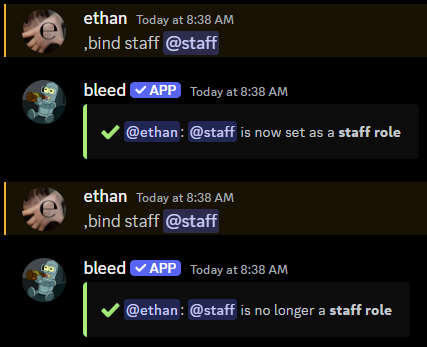 ethan Today at 8:38 AM
,bind staff @staff
bleed ✓ APP Today at 8:38 AM
@ethan: @staff is now set as a staff role
ethan Today at 8:38 AM
,bind staff @staff
bleed ✓ APP Today at 8:38 AM
@ethan: @staff is no longer a staff role